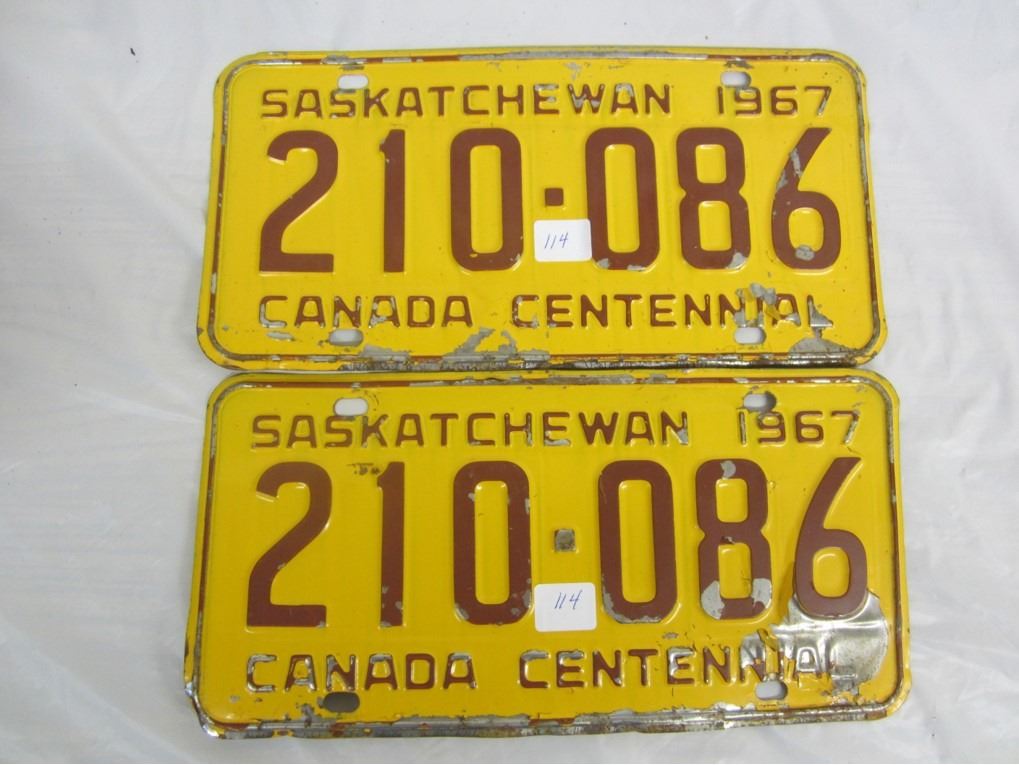 SASKATCHEWAN 1967
210·086
114
CANADA CENTENNIAL
SASKATCHEWAN 1967
210·086
114
CANADA CENTENNIAL